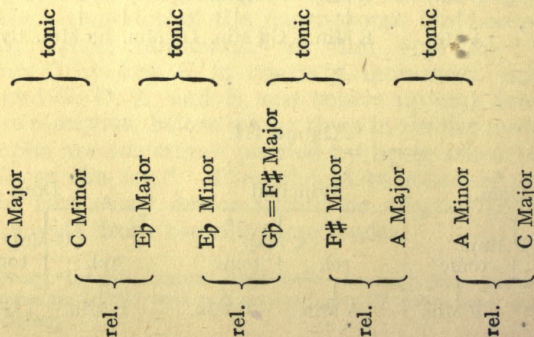 C Major
tonic
C Minor
rel.
E♭ Major
tonic
E♭ Minor
rel.
G♭ = F♯ Major
tonic
F♯ Minor
rel.
A Major
tonic
A Minor
rel.
C Major